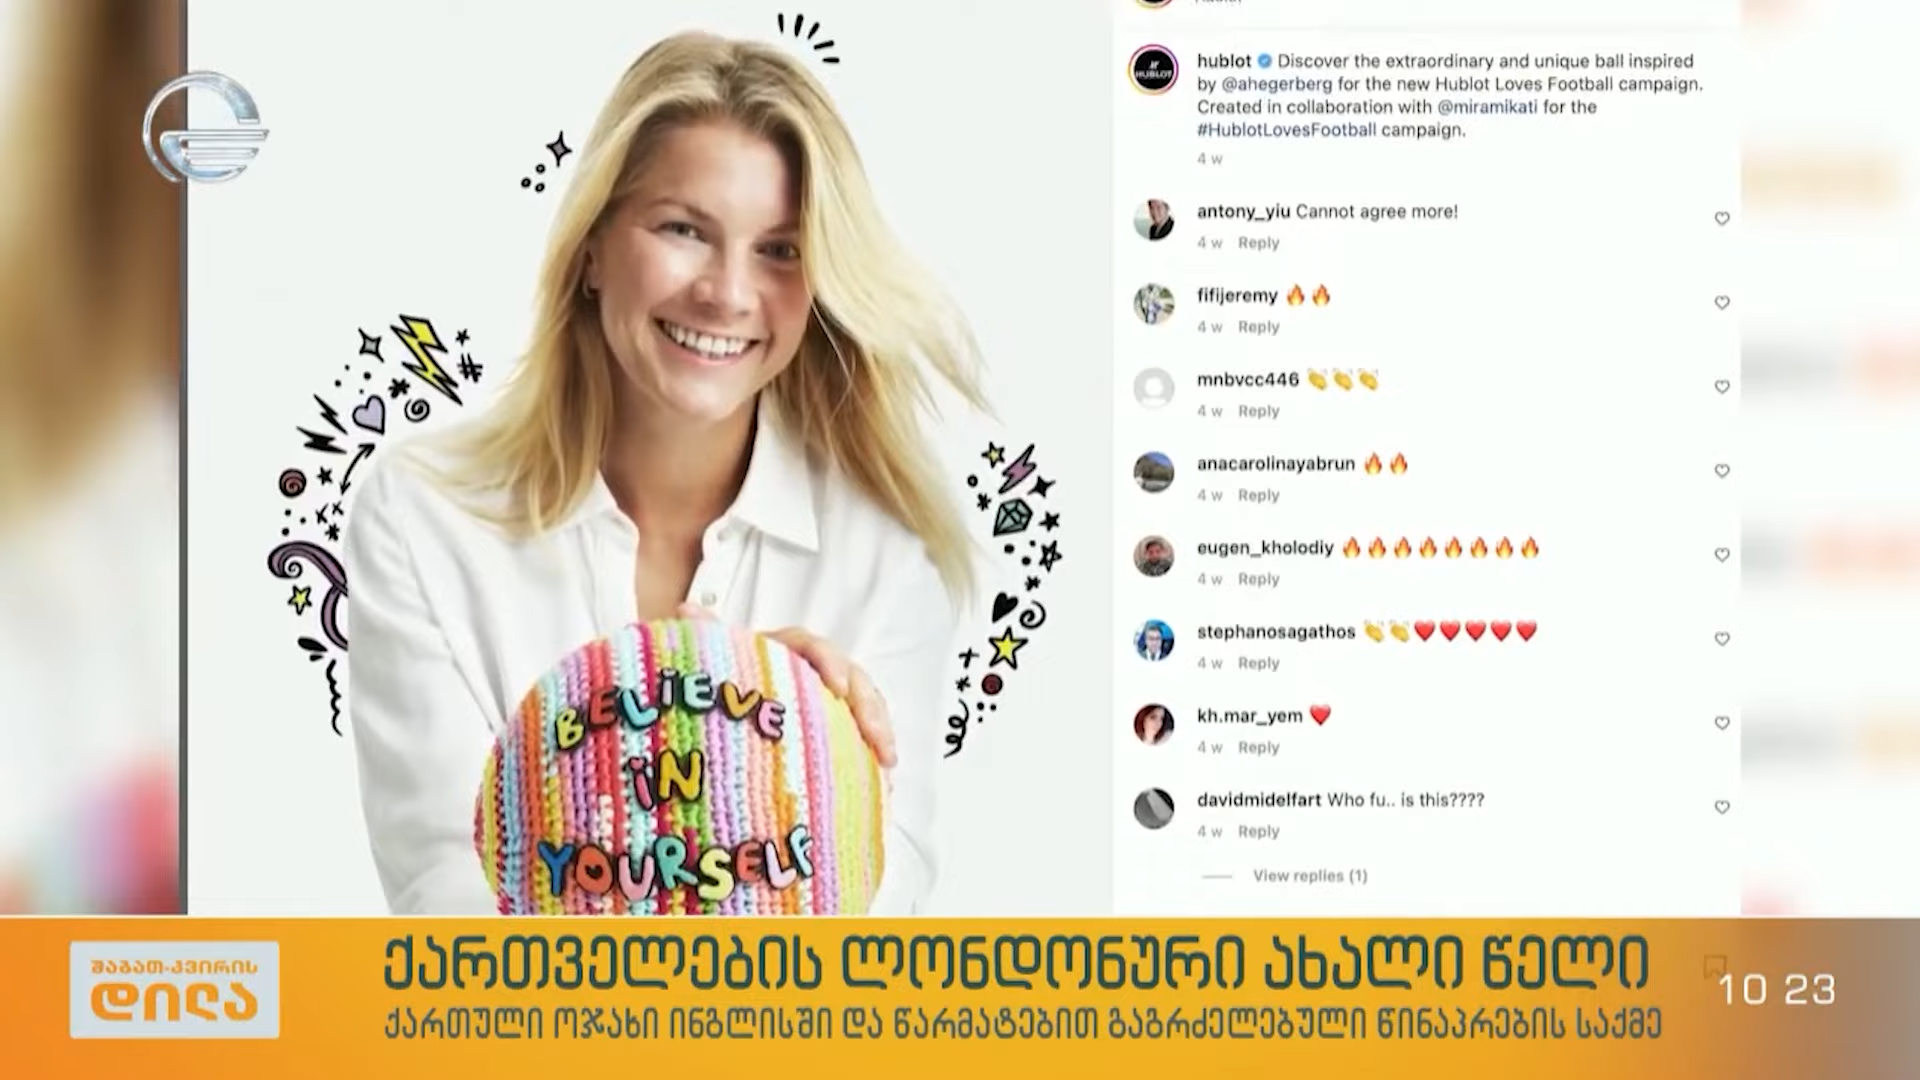 hublot Discover the extraordinary and unique ball inspired
by @ahegerberg for the new Hublot Loves Football campaign.
Created in collaboration with @miramikati for the
#HublotLovesFootball campaign.
4 w
antony_yiu Cannot agree more!
4 w Reply
fifijeremy 🔥🔥
4 w Reply
mnbvcc446 👏👏👏
4 w Reply
anacarolinayabrun 🔥🔥
4 w Reply
eugen_kholodiy 🔥🔥🔥🔥🔥🔥🔥🔥
4 w Reply
stephanosagathos 👏👏❤️❤️❤️❤️❤️
4 w Reply
kh.mar_yem ❤️
4 w Reply
davidmidelfart Who fu.. is this????
4 w Reply
View replies (1)
HUBLOT
BELIEVE
IN
YOURSELF
შაბათ-კვირის
დილა
ქართველების ლონდონური ახალი წელი
ქართული ოჯახი ინგლისში და წარმატებით გაგრძელებული წინაპრების საქმე
10 23